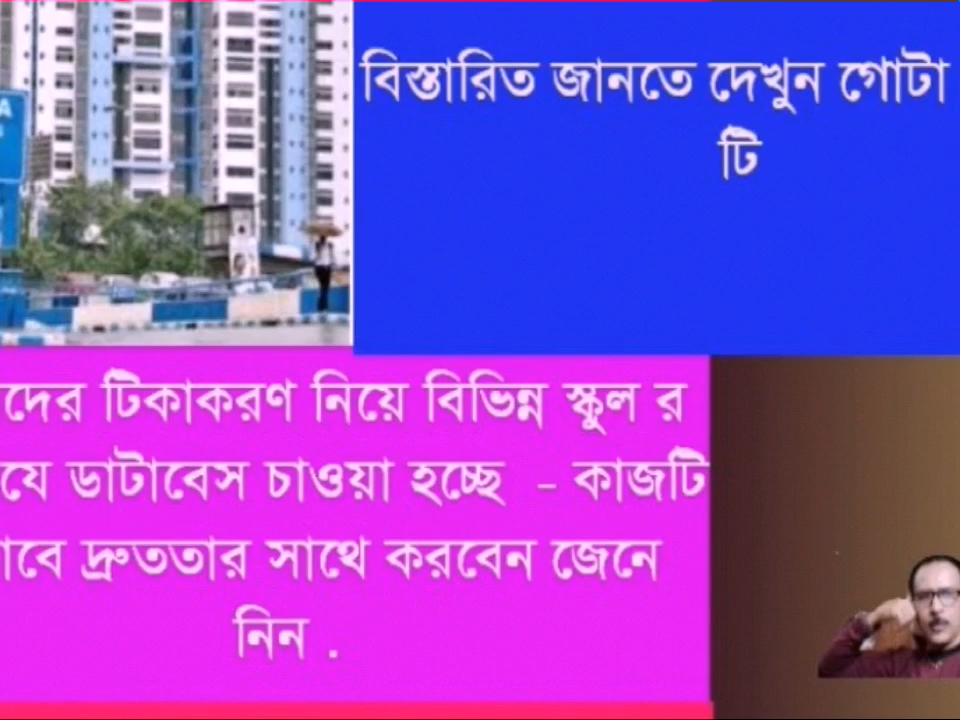 A
বিস্তারিত জানতে দেখুন গোটা
টি
দের টিকাকরণ নিয়ে বিভিন্ন স্কুল র
যে ডাটাবেস চাওয়া হচ্ছে - কাজটি
াবে দ্রুততার সাথে করবেন জেনে
নিন .